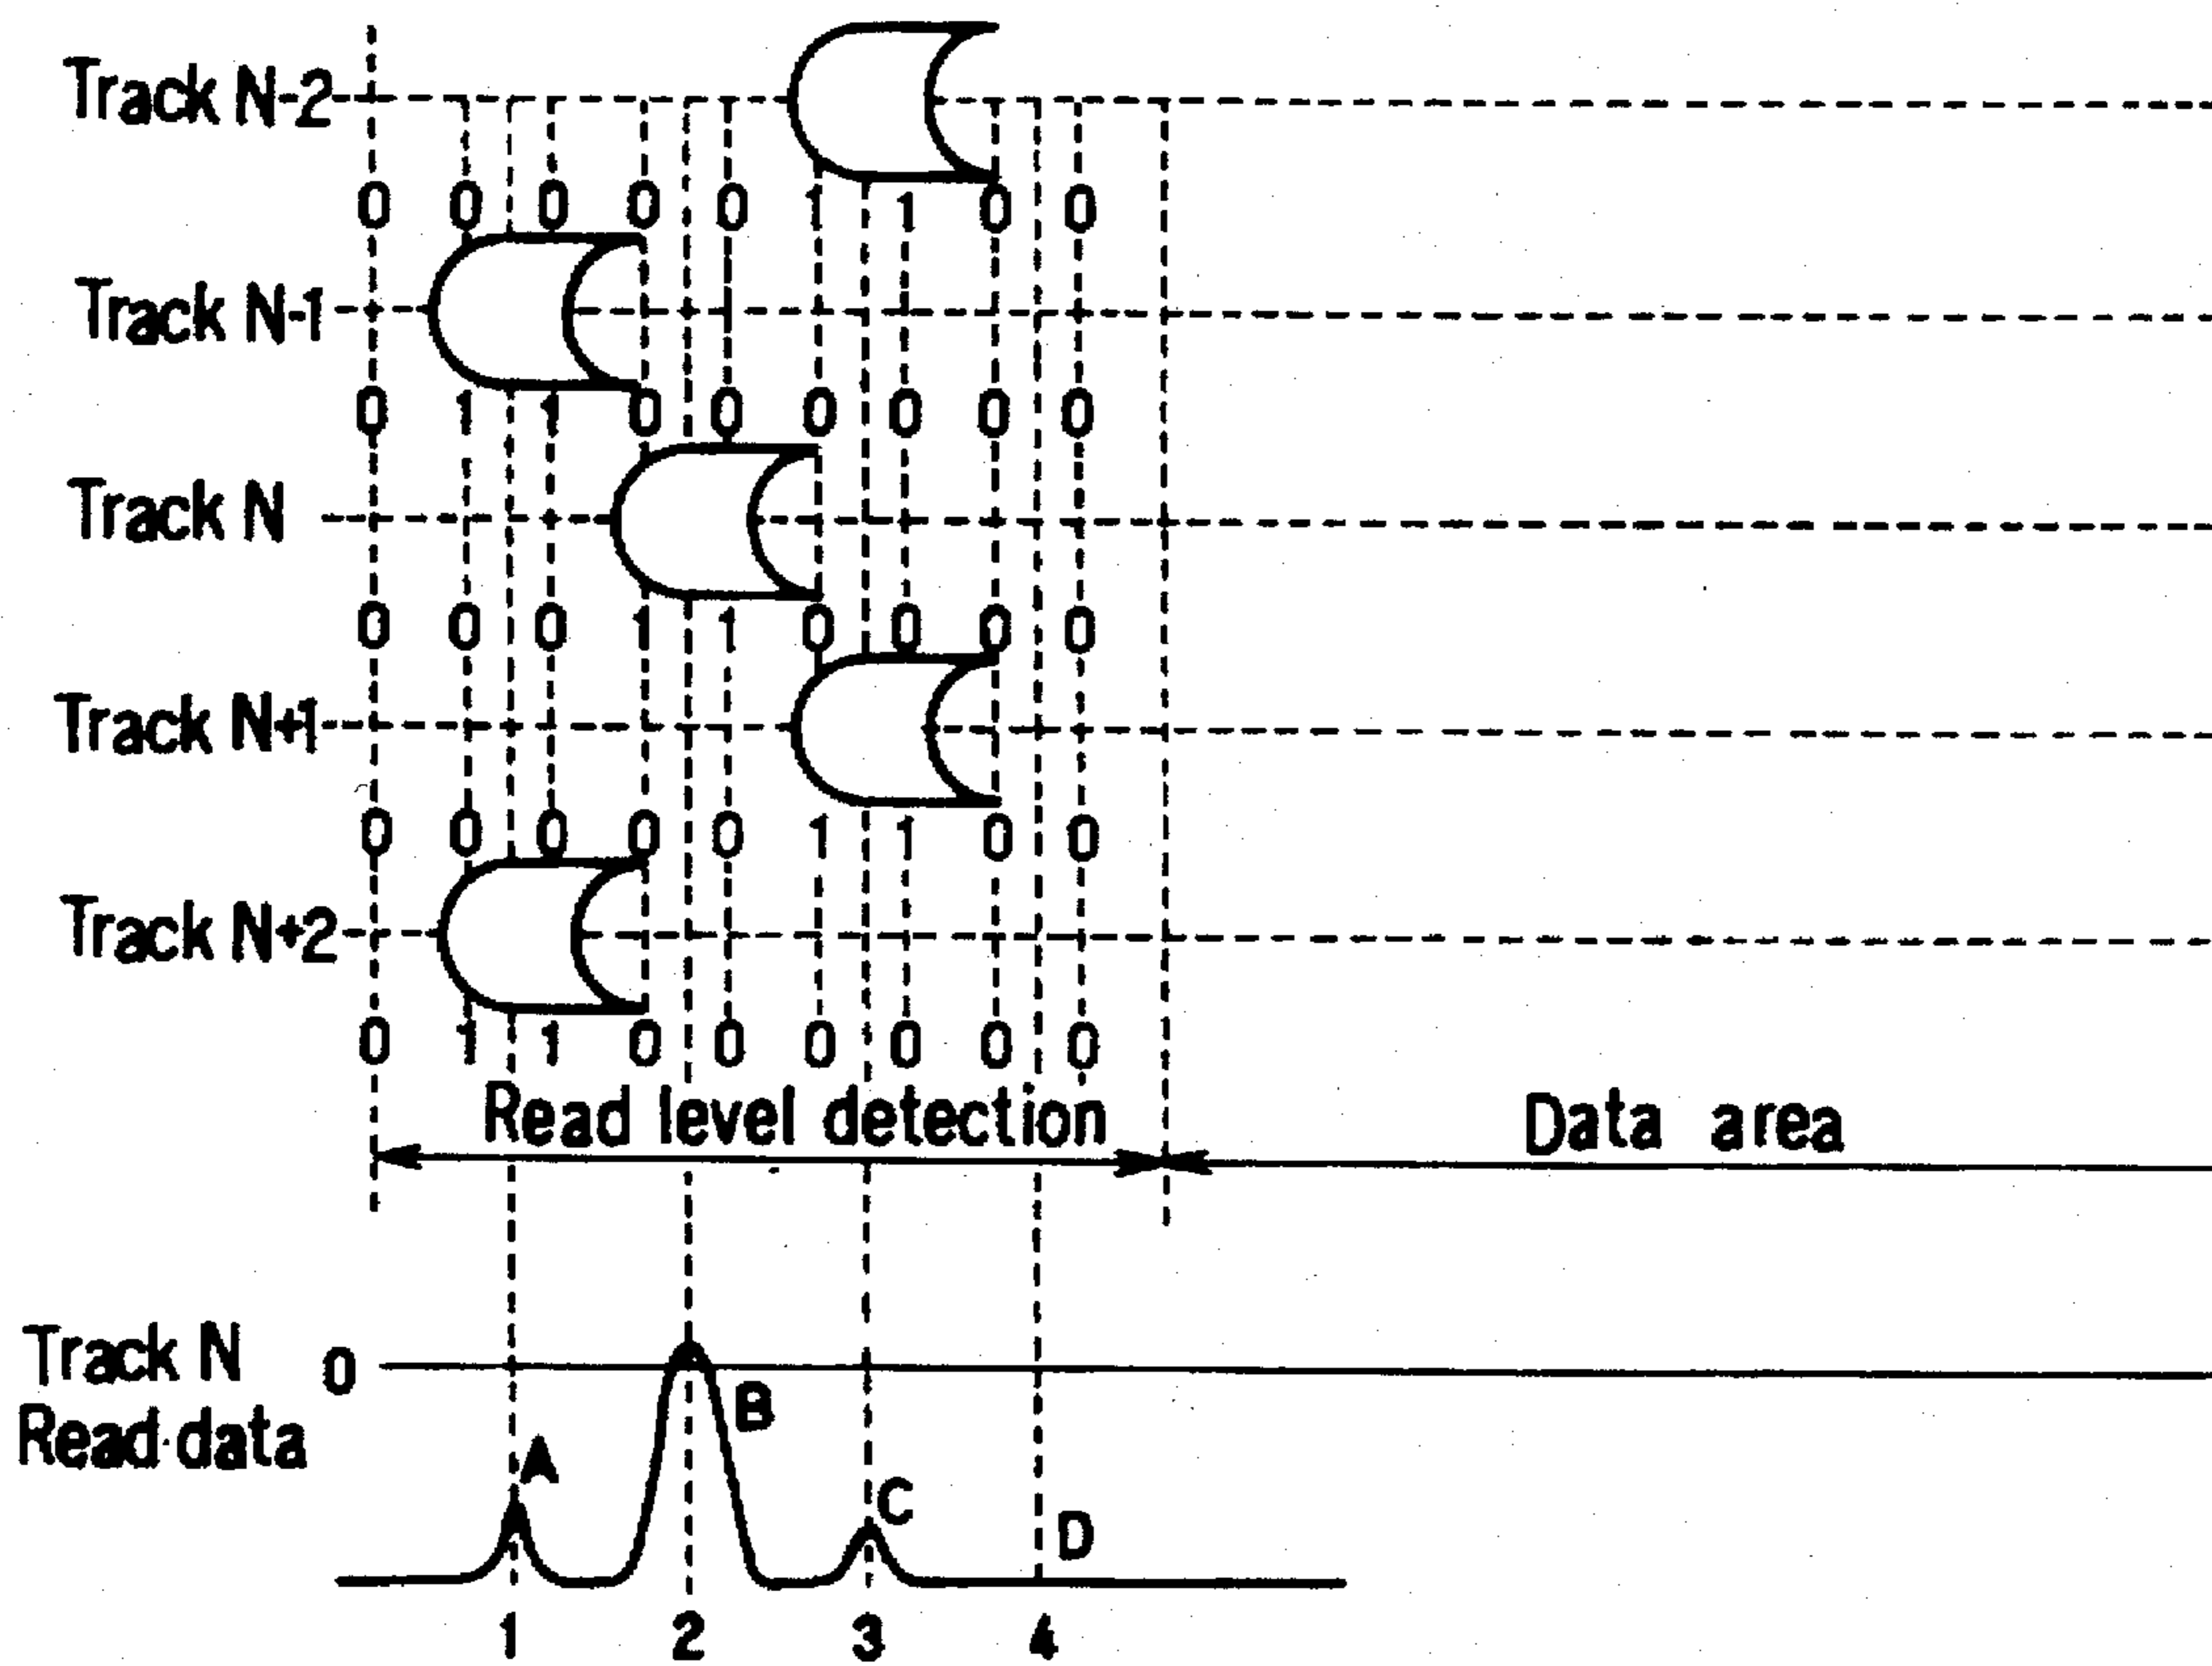 Track N-2
0 0 0 0 0 1 1 0 0
Track N-1
0 1 1 0 0 0 0 0 0
Track N
0 0 0 1 1 0 0 0 0
Track N+1
0 0 0 0 0 1 1 0 0
Track N+2
0 1 1 0 0 0 0 0 0
Read level detection
Data area
Track N
Read data
0
A
B
C
D
1 2 3 4